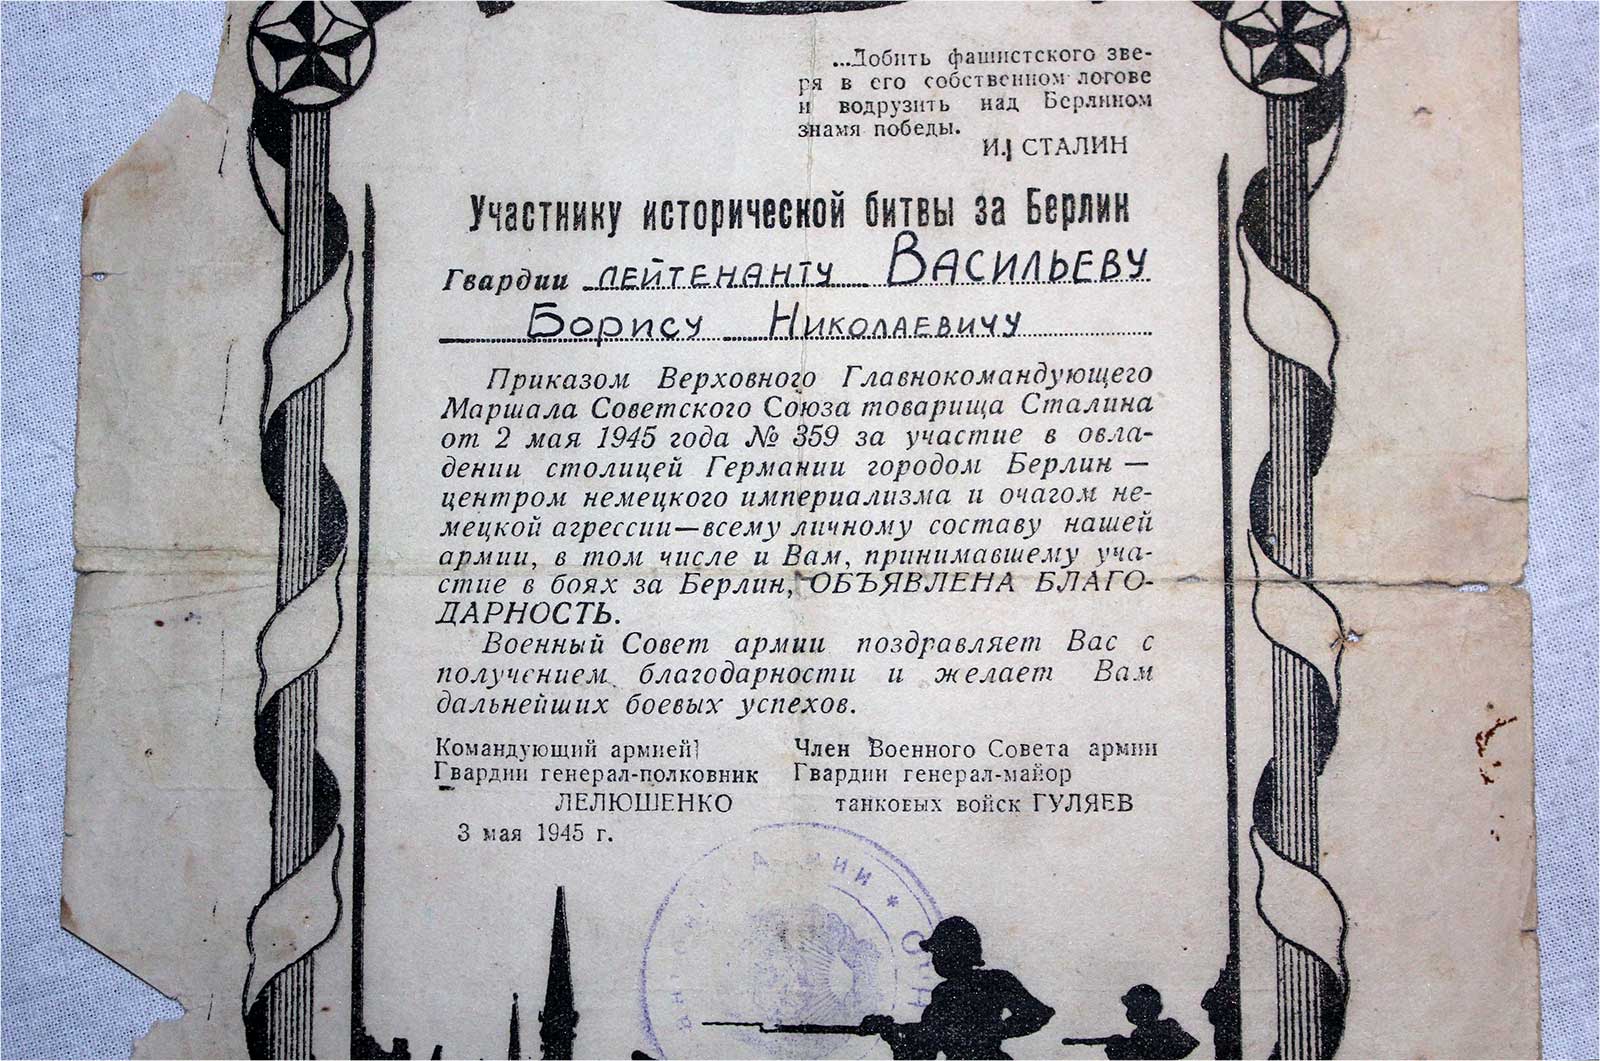 ...Добить фашистского зве-
ря в его собственном логове
и водрузить над Берлином
знамя победы.
И. СТАЛИН
Участнику исторической битвы за Берлин
Гвардии лейтенанту Васильеву
Борису Николаевичу
Приказом Верховного Главнокомандующего
Маршала Советского Союза товарища Сталина
от 2 мая 1945 года № 359 за участие в овла-
дении столицей Германии городом Берлин —
центром немецкого империализма и очагом не-
мецкой агрессии—всему личному составу нашей
армии, в том числе и Вам, принимавшему уча-
стие в боях за Берлин, ОБЪЯВЛЕНА БЛАГО-
ДАРНОСТЬ.
Военный Совет армии поздравляет Вас с
получением благодарности и желает Вам
дальнейших боевых успехов.
Командующий армией Член Военного Совета армии
Гвардии генерал-полковник Гвардии генерал-майор
ЛЕЛЮШЕНКО танковых войск ГУЛЯЕВ
3 мая 1945 г.